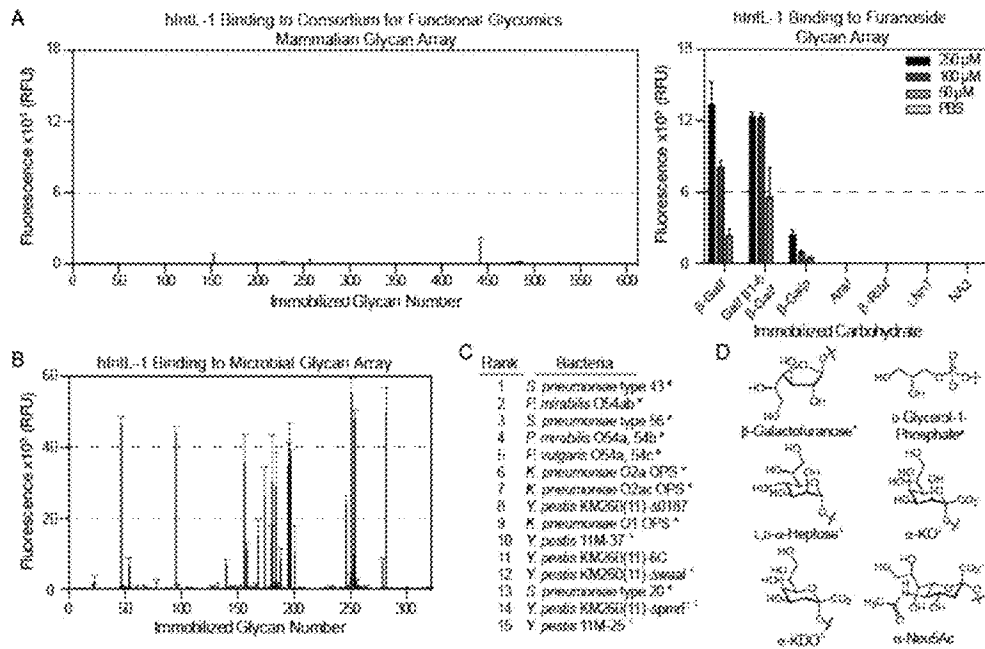 A
hIntL-1 Binding to Consortium for Functional Glycomics
Mammalian Glycan Array
Fluorescence x10³ (RFU)
18
12
6
0
0 50 100 150 200 250 300 350 400 450 500 550 600
Immobilized Glycan Number
hIntL-1 Binding to Furanoside
Glycan Array
Fluorescence x10³ (RFU)
18
12
6
0
250 µM
100 µM
50 µM
PBS
β-Galf
Galf β1-5
β-Galf
β-Galp
Araf
β-Ribf
LNnT
NA2
Immobilized Carbohydrate
B
hIntL-1 Binding to Microbial Glycan Array
Fluorescence x10³ (RFU)
60
40
20
0
0 50 100 150 200 250 300
Immobilized Glycan Number
C
Rank Bacteria
1 S. pneumoniae type 43
2 P. mirabilis O54ab
3 S. pneumoniae type 56
4 P. mirabilis O54a, 54b
5 P. vulgaris O54a, 54c
6 K. pneumoniae O2a OPS
7 K. pneumoniae O2ac OPS
8 Y. pestis KM260(11)-Δ0187
9 K. pneumoniae O1 OPS
10 Y. pestis 11M-37
11 Y. pestis KM260(11)-6C
12 Y. pestis KM260(11)-ΔwaaL
13 S. pneumoniae type 20
14 Y. pestis KM260(11)-ΔpmrF
15 Y. pestis 11M-25
D
β-Galactofuranose
D-Glycerol-1-
Phosphate
α-Heptose
α-KO
α-KDO
α-Neu5Ac